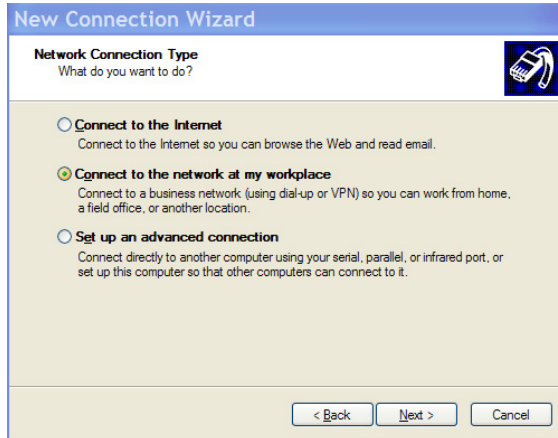 New Connection Wizard
Network Connection Type
What do you want to do?
Connect to the Internet
Connect to the Internet so you can browse the Web and read email.
Connect to the network at my workplace
Connect to a business network (using dial-up or VPN) so you can work from home,
a field office, or another location.
Set up an advanced connection
Connect directly to another computer using your serial, parallel, or infrared port, or
set up this computer so that other computers can connect to it.
< Back Next > Cancel